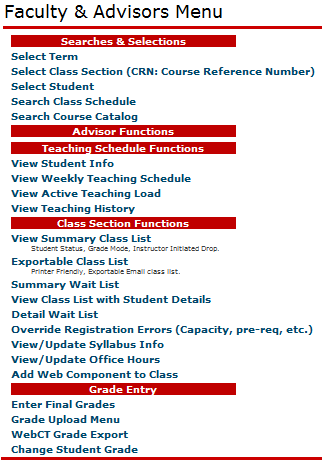 Faculty & Advisors Menu
Searches & Selections
Select Term
Select Class Section (CRN: Course Reference Number)
Select Student
Search Class Schedule
Search Course Catalog
Advisor Functions
Teaching Schedule Functions
View Student Info
View Weekly Teaching Schedule
View Active Teaching Load
View Teaching History
Class Section Functions
View Summary Class List
Student Status, Grade Mode, Instructor Initiated Drop.
Exportable Class List
Printer Friendly, Exportable Email class list.
Summary Wait List
View Class List with Student Details
Detail Wait List
Override Registration Errors (Capacity, pre-req, etc.)
View/Update Syllabus Info
View/Update Office Hours
Add Web Component to Class
Grade Entry
Enter Final Grades
Grade Upload Menu
WebCT Grade Export
Change Student Grade